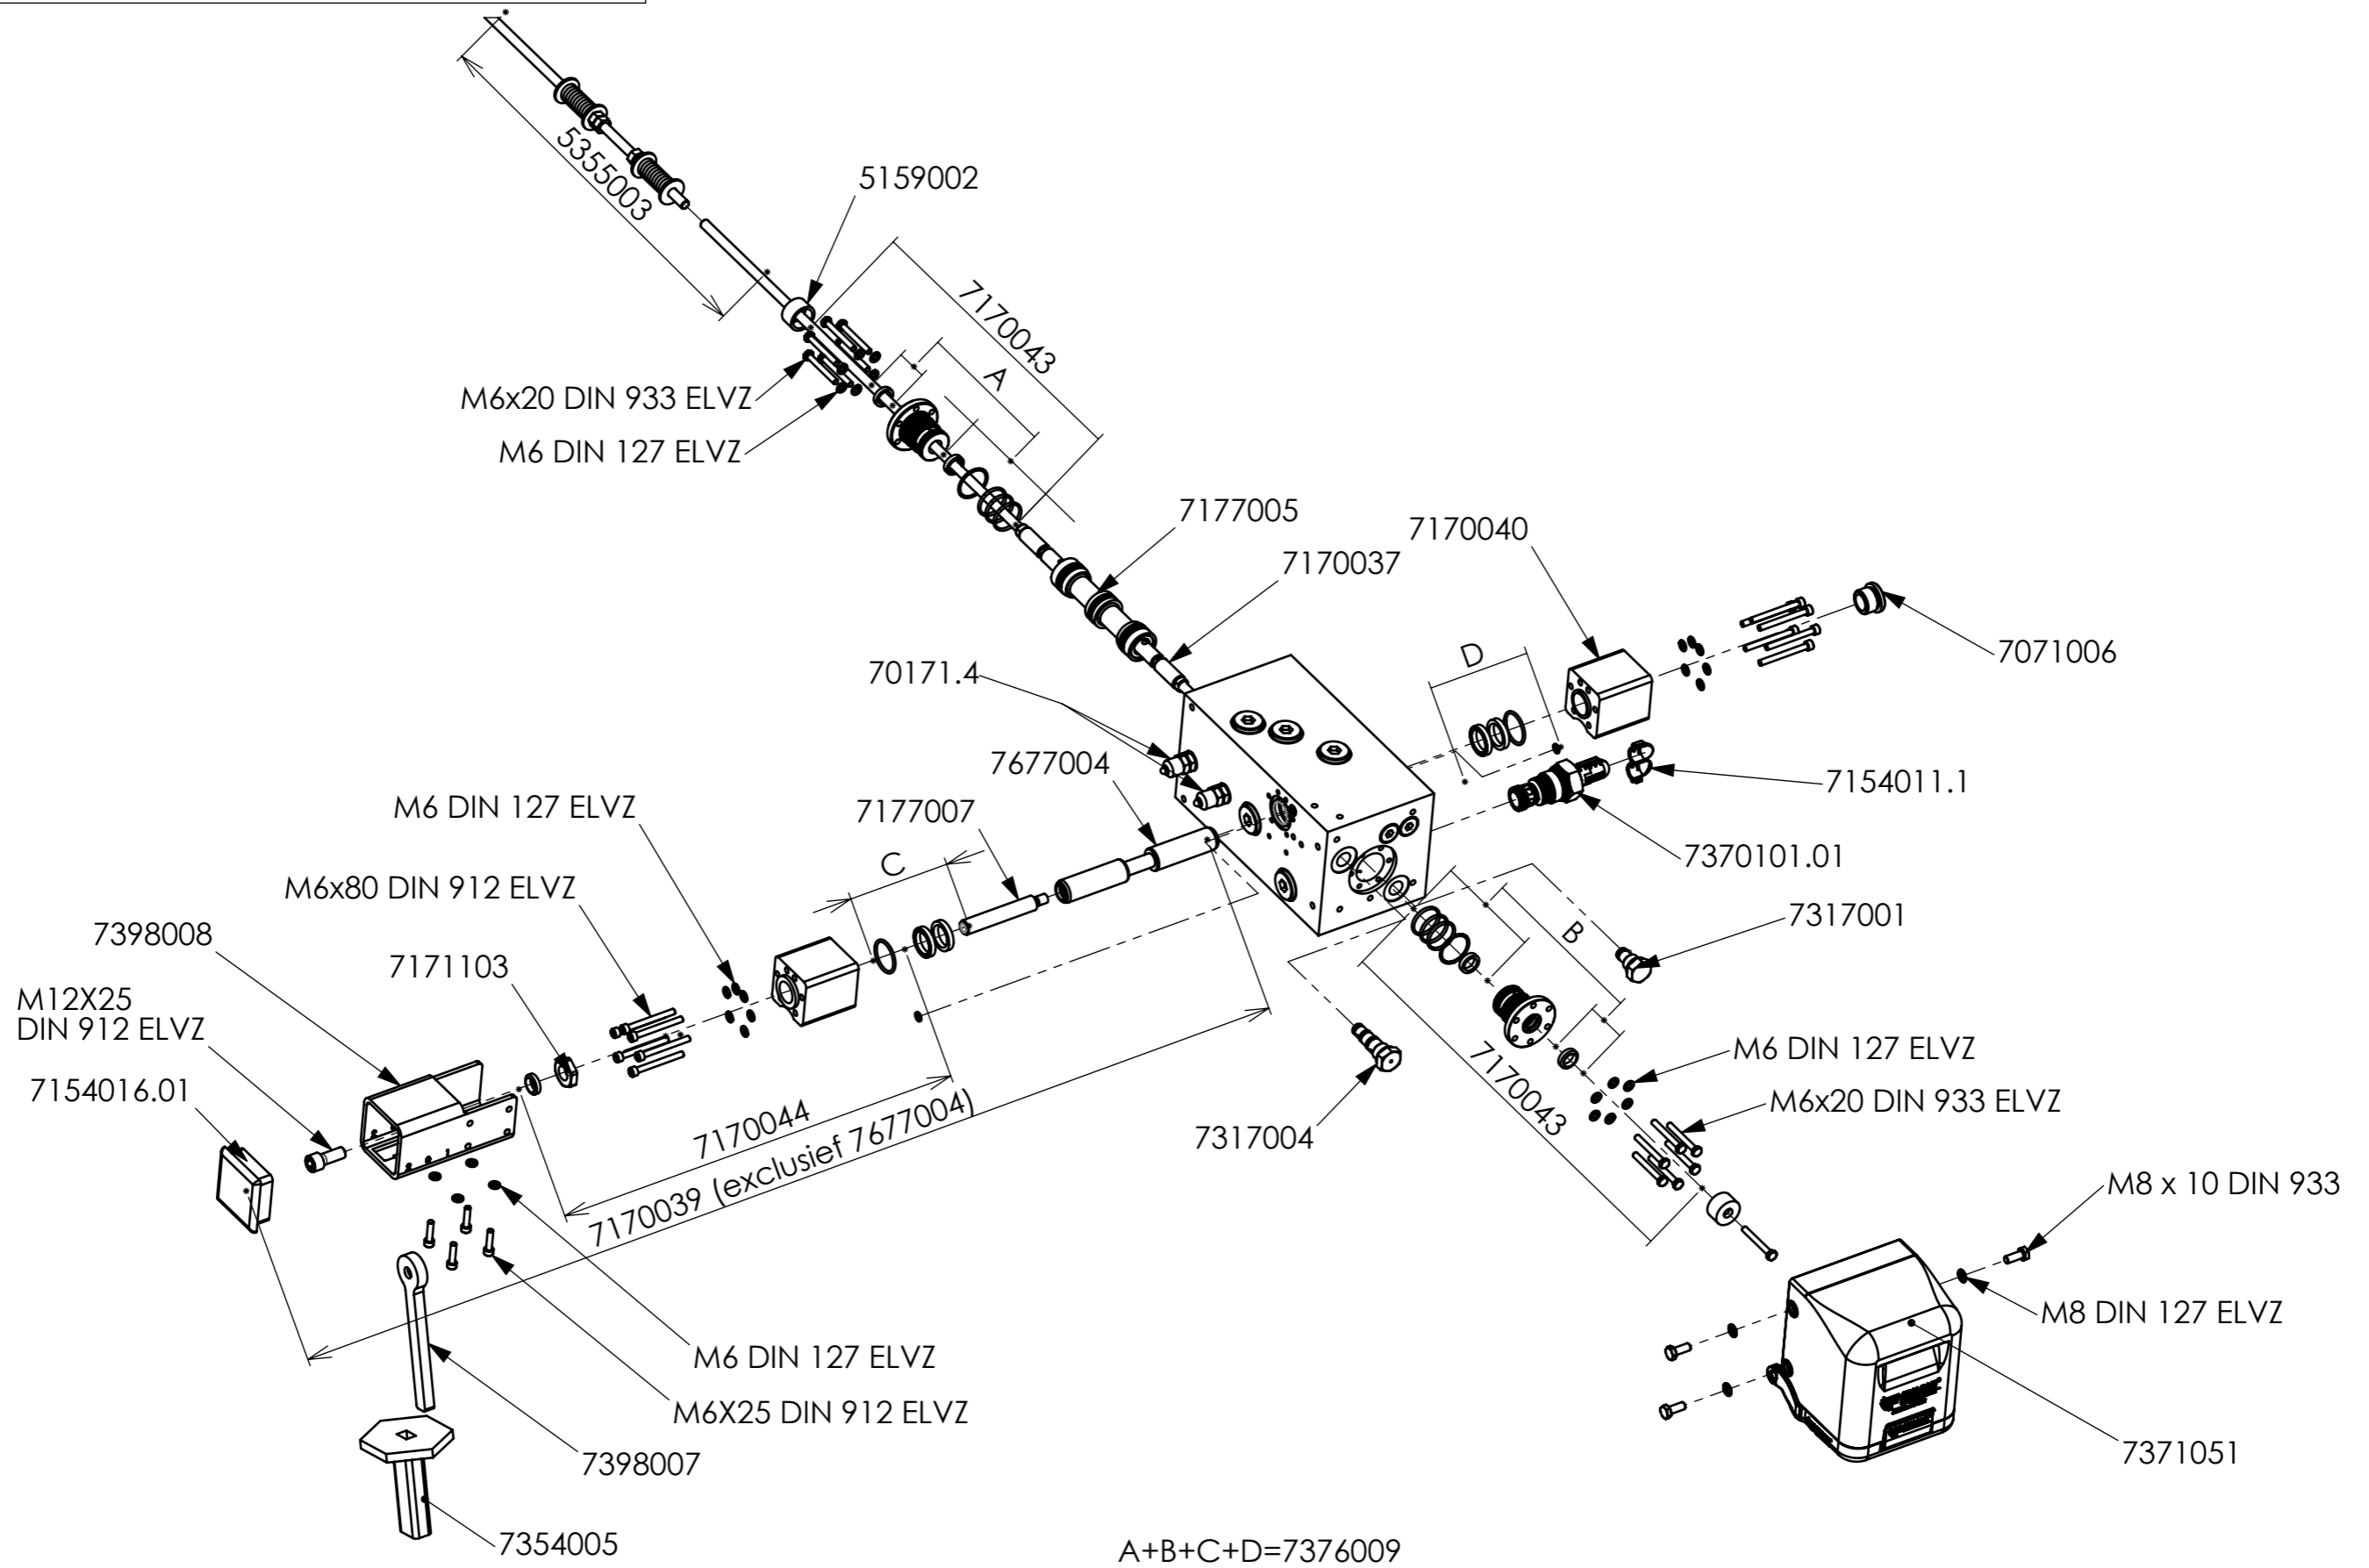 5355003
5159002
7170043
A
M6x20 DIN 933 ELVZ
M6 DIN 127 ELVZ
7177005
7170040
7170037
7071006
70171.4
D
7677004
7154011.1
M6 DIN 127 ELVZ
7177007
C
7370101.01
M6x80 DIN 912 ELVZ
7398008
7317001
B
7171103
M12X25
DIN 912 ELVZ
M6 DIN 127 ELVZ
7154016.01
M6x20 DIN 933 ELVZ
7170044
7170043
7317004
7170039 (exclusief 7677004)
M8 x 10 DIN 933
M8 DIN 127 ELVZ
M6 DIN 127 ELVZ
M6X25 DIN 912 ELVZ
7398007
7371051
7354005
A+B+C+D=7376009